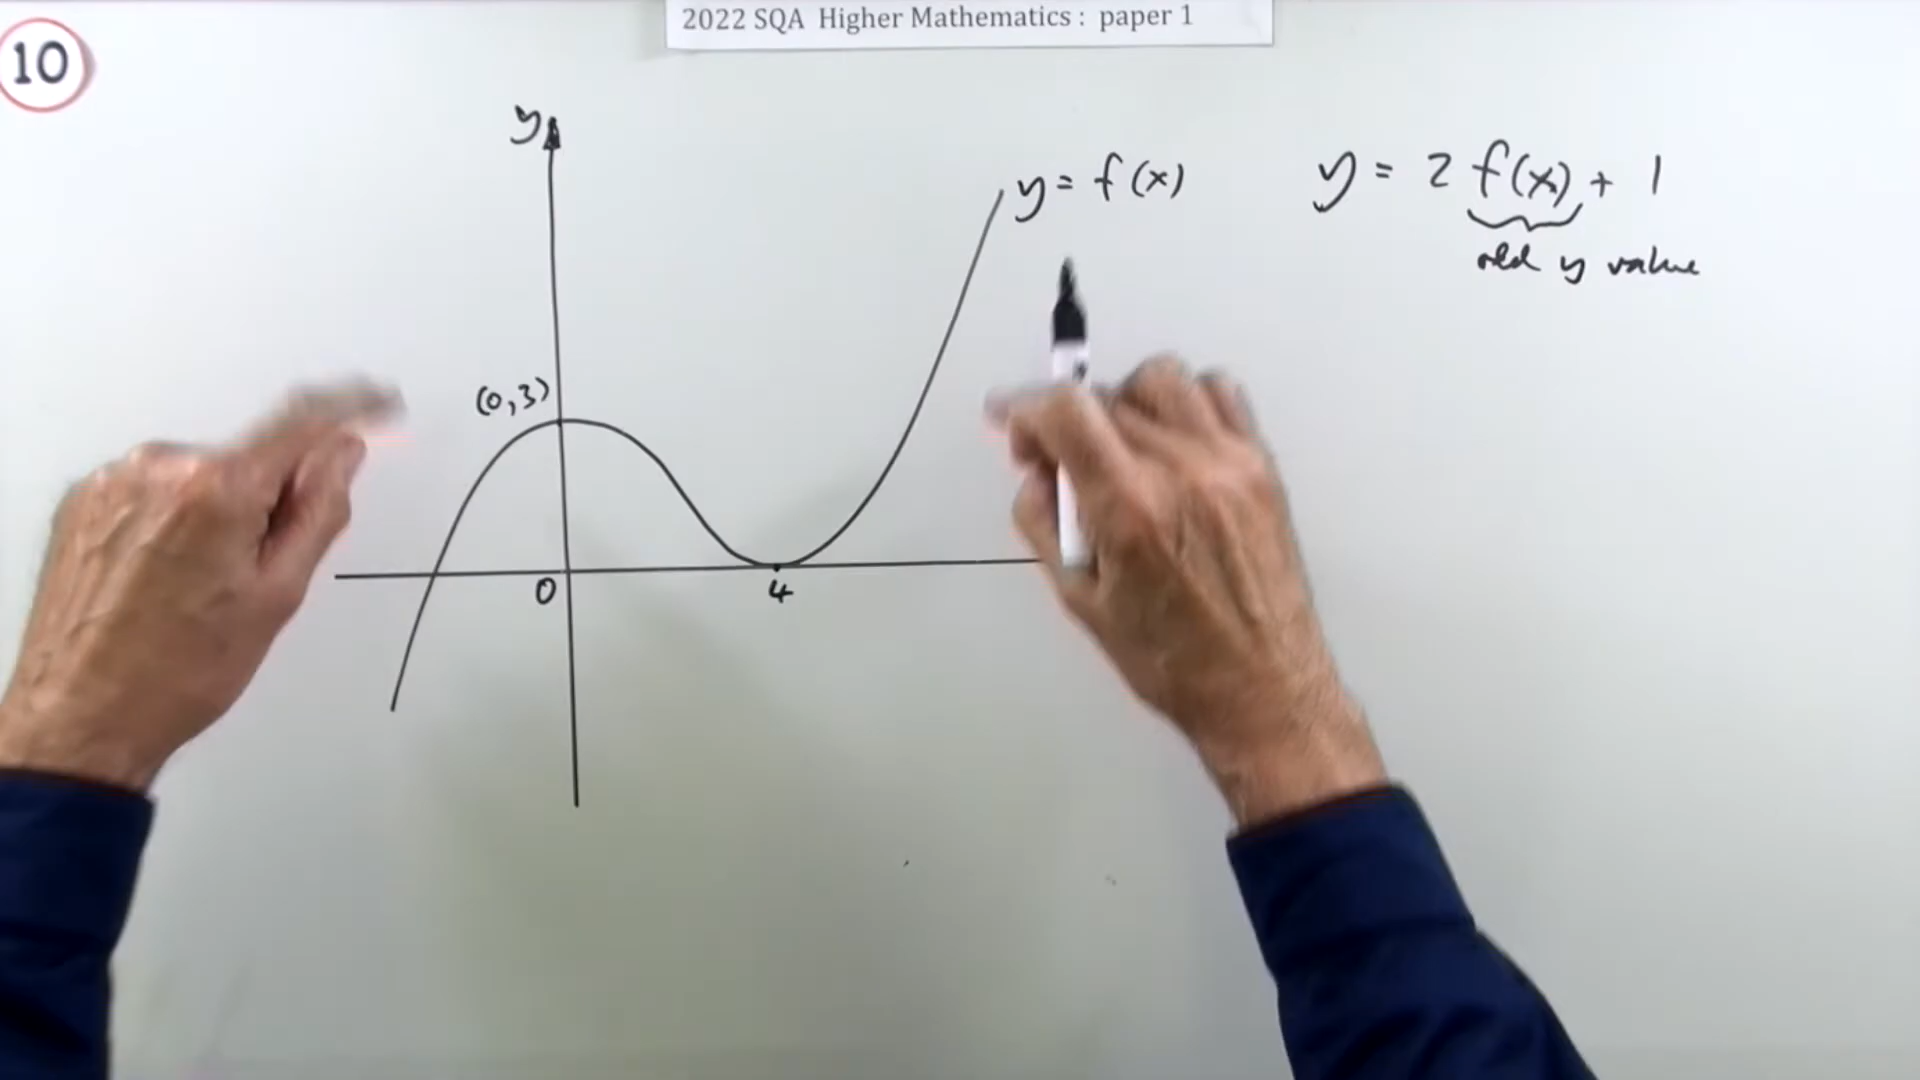 2022 SQA Higher Mathematics : paper 1
10
y
y = f(x)
y = 2 f(x) + 1
old y value
(0,3)
0
4